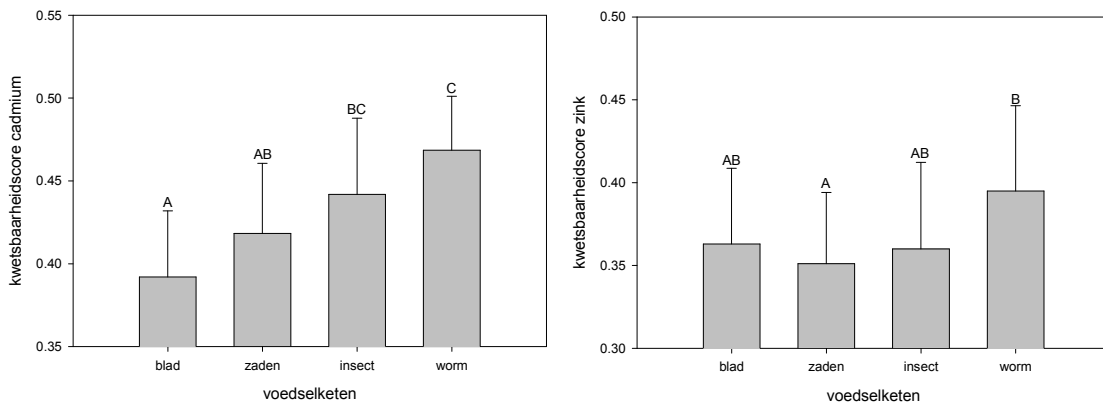 kwetsbaarheidscore cadmium
0.55
0.50
0.45
0.40
0.35
A
AB
BC
C
blad zaden insect worm
voedselketen
kwetsbaarheidscore zink
0.50
0.45
0.40
0.35
0.30
AB
A
AB
B
blad zaden insect worm
voedselketen